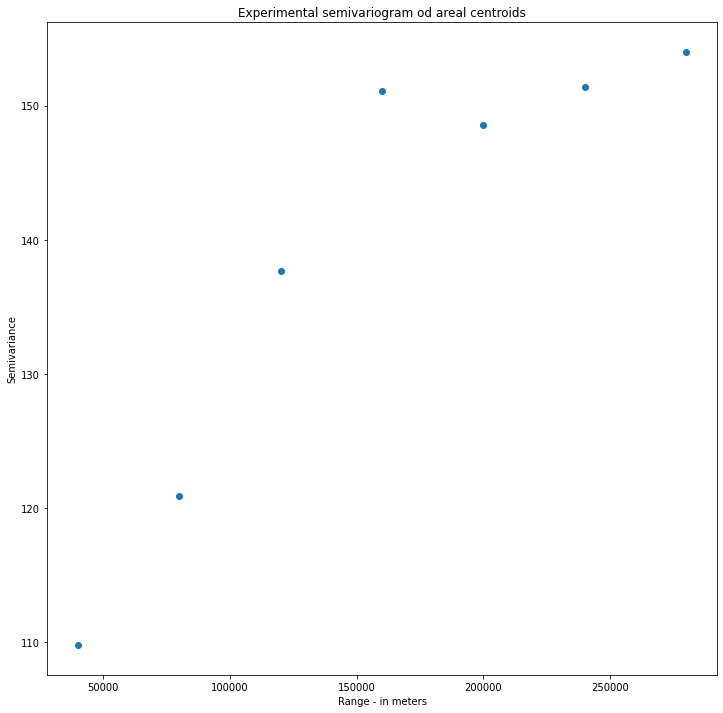 Experimental semivariogram od areal centroids
150
140
130
120
110
Semivariance
50000 100000 150000 200000 250000
Range - in meters